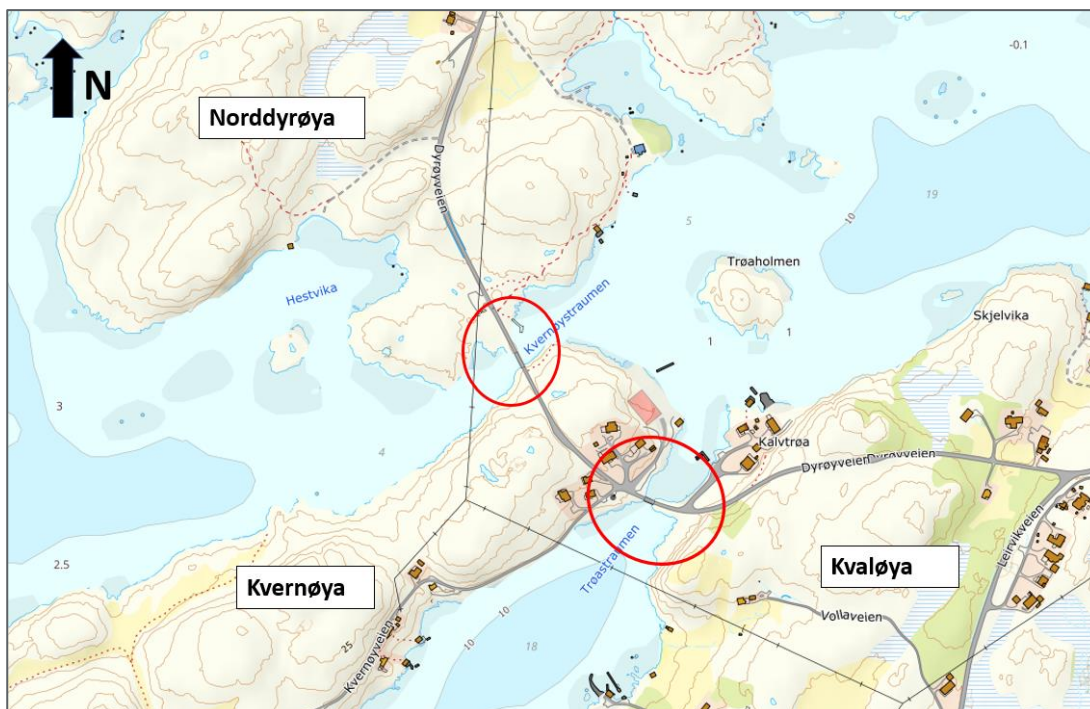 -0.1
N
Norddyrøya
Dyrøyveien
19
10
5
Trøaholmen
Hestvika
Kvernøystraumen
Skjelvika
1
1
3
4
Kalvtrøa
Dyrøyveien
Dyrøyveien
Leirvikveien
2.5
Trøastraumen
Kvernøya
Kvaløya
10
10
Vollaveien
25
Kvernøyveien
18